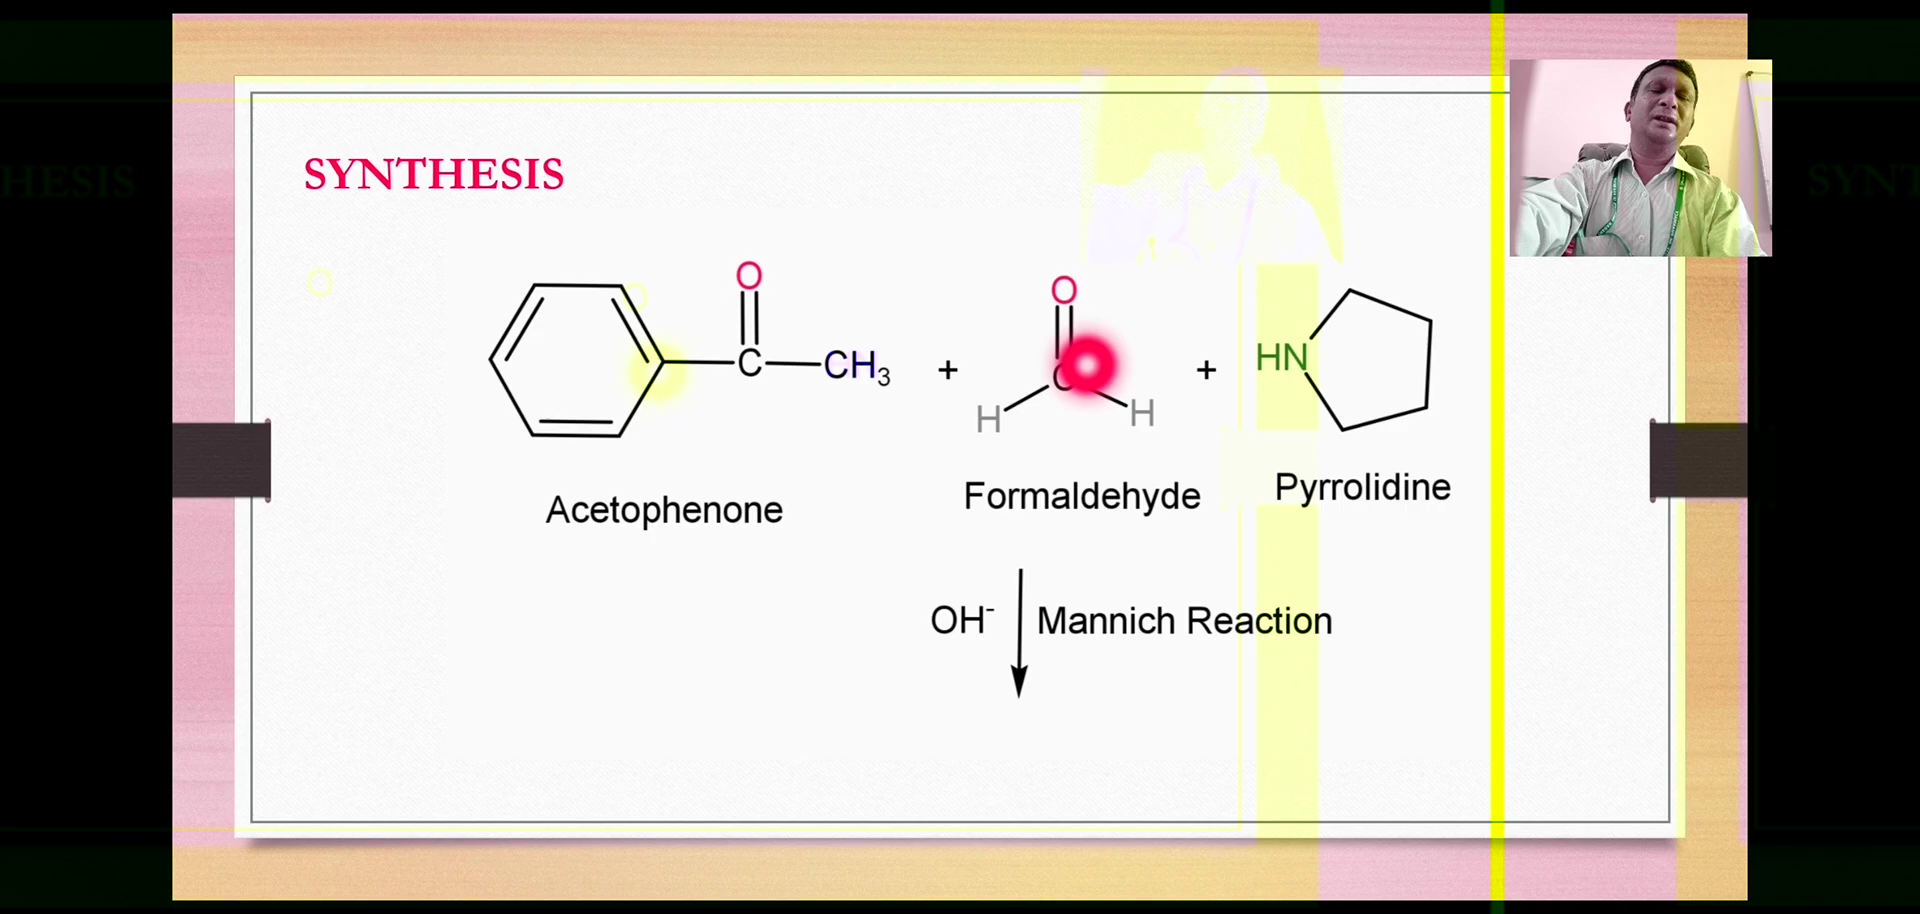 SYNTHESIS
O
O
C
CH3
+
C
H
H
+
HN
Acetophenone
Formaldehyde
Pyrrolidine
OH-
Mannich Reaction